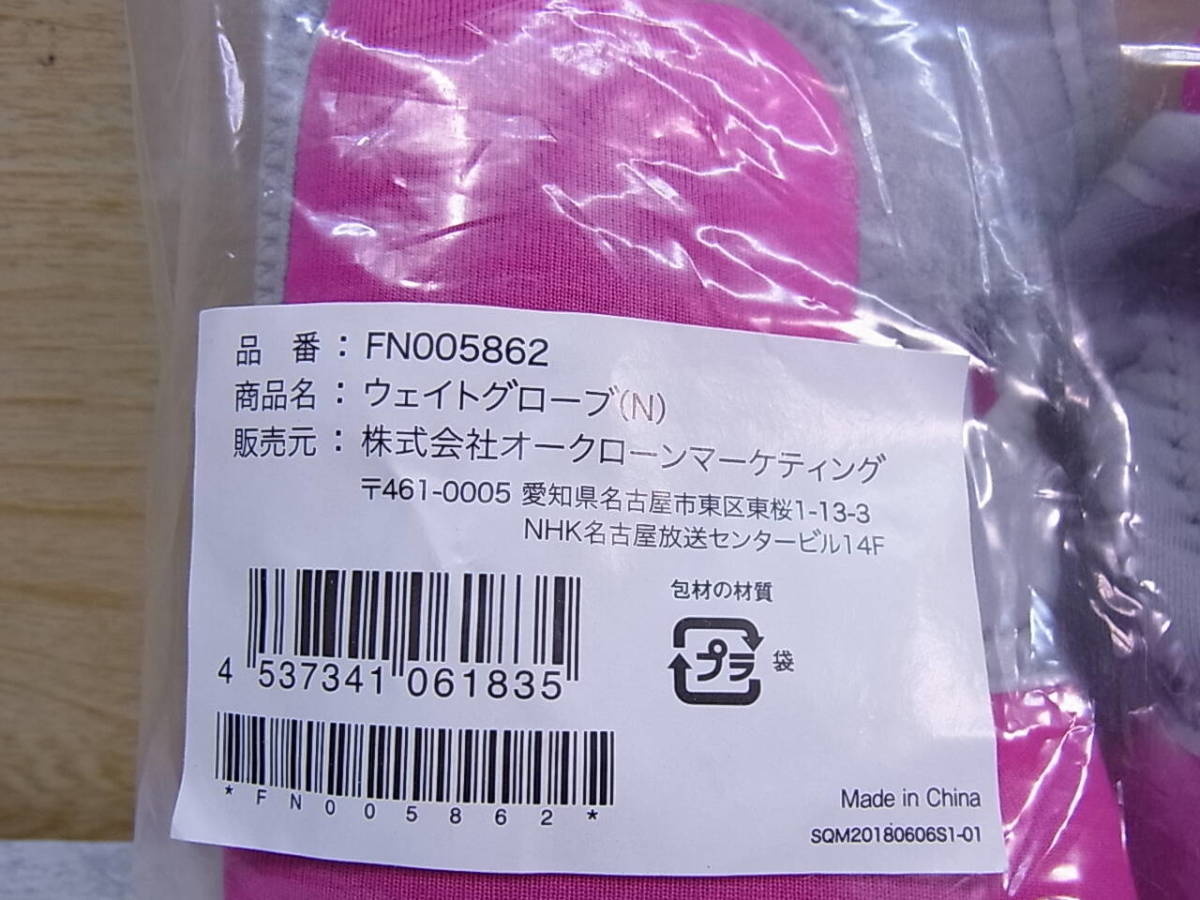 品 番 : FN005862
商品名 : ウェイトグローブ(N)
販売元 : 株式会社オークローンマーケティング
〒461-0005 愛知県名古屋市東区東桜1-13-3
NHK名古屋放送センタービル14F
包材の材質
プラ 袋
4 537341 061835
*FN005862*
Made in China
SQM20180606S1-01